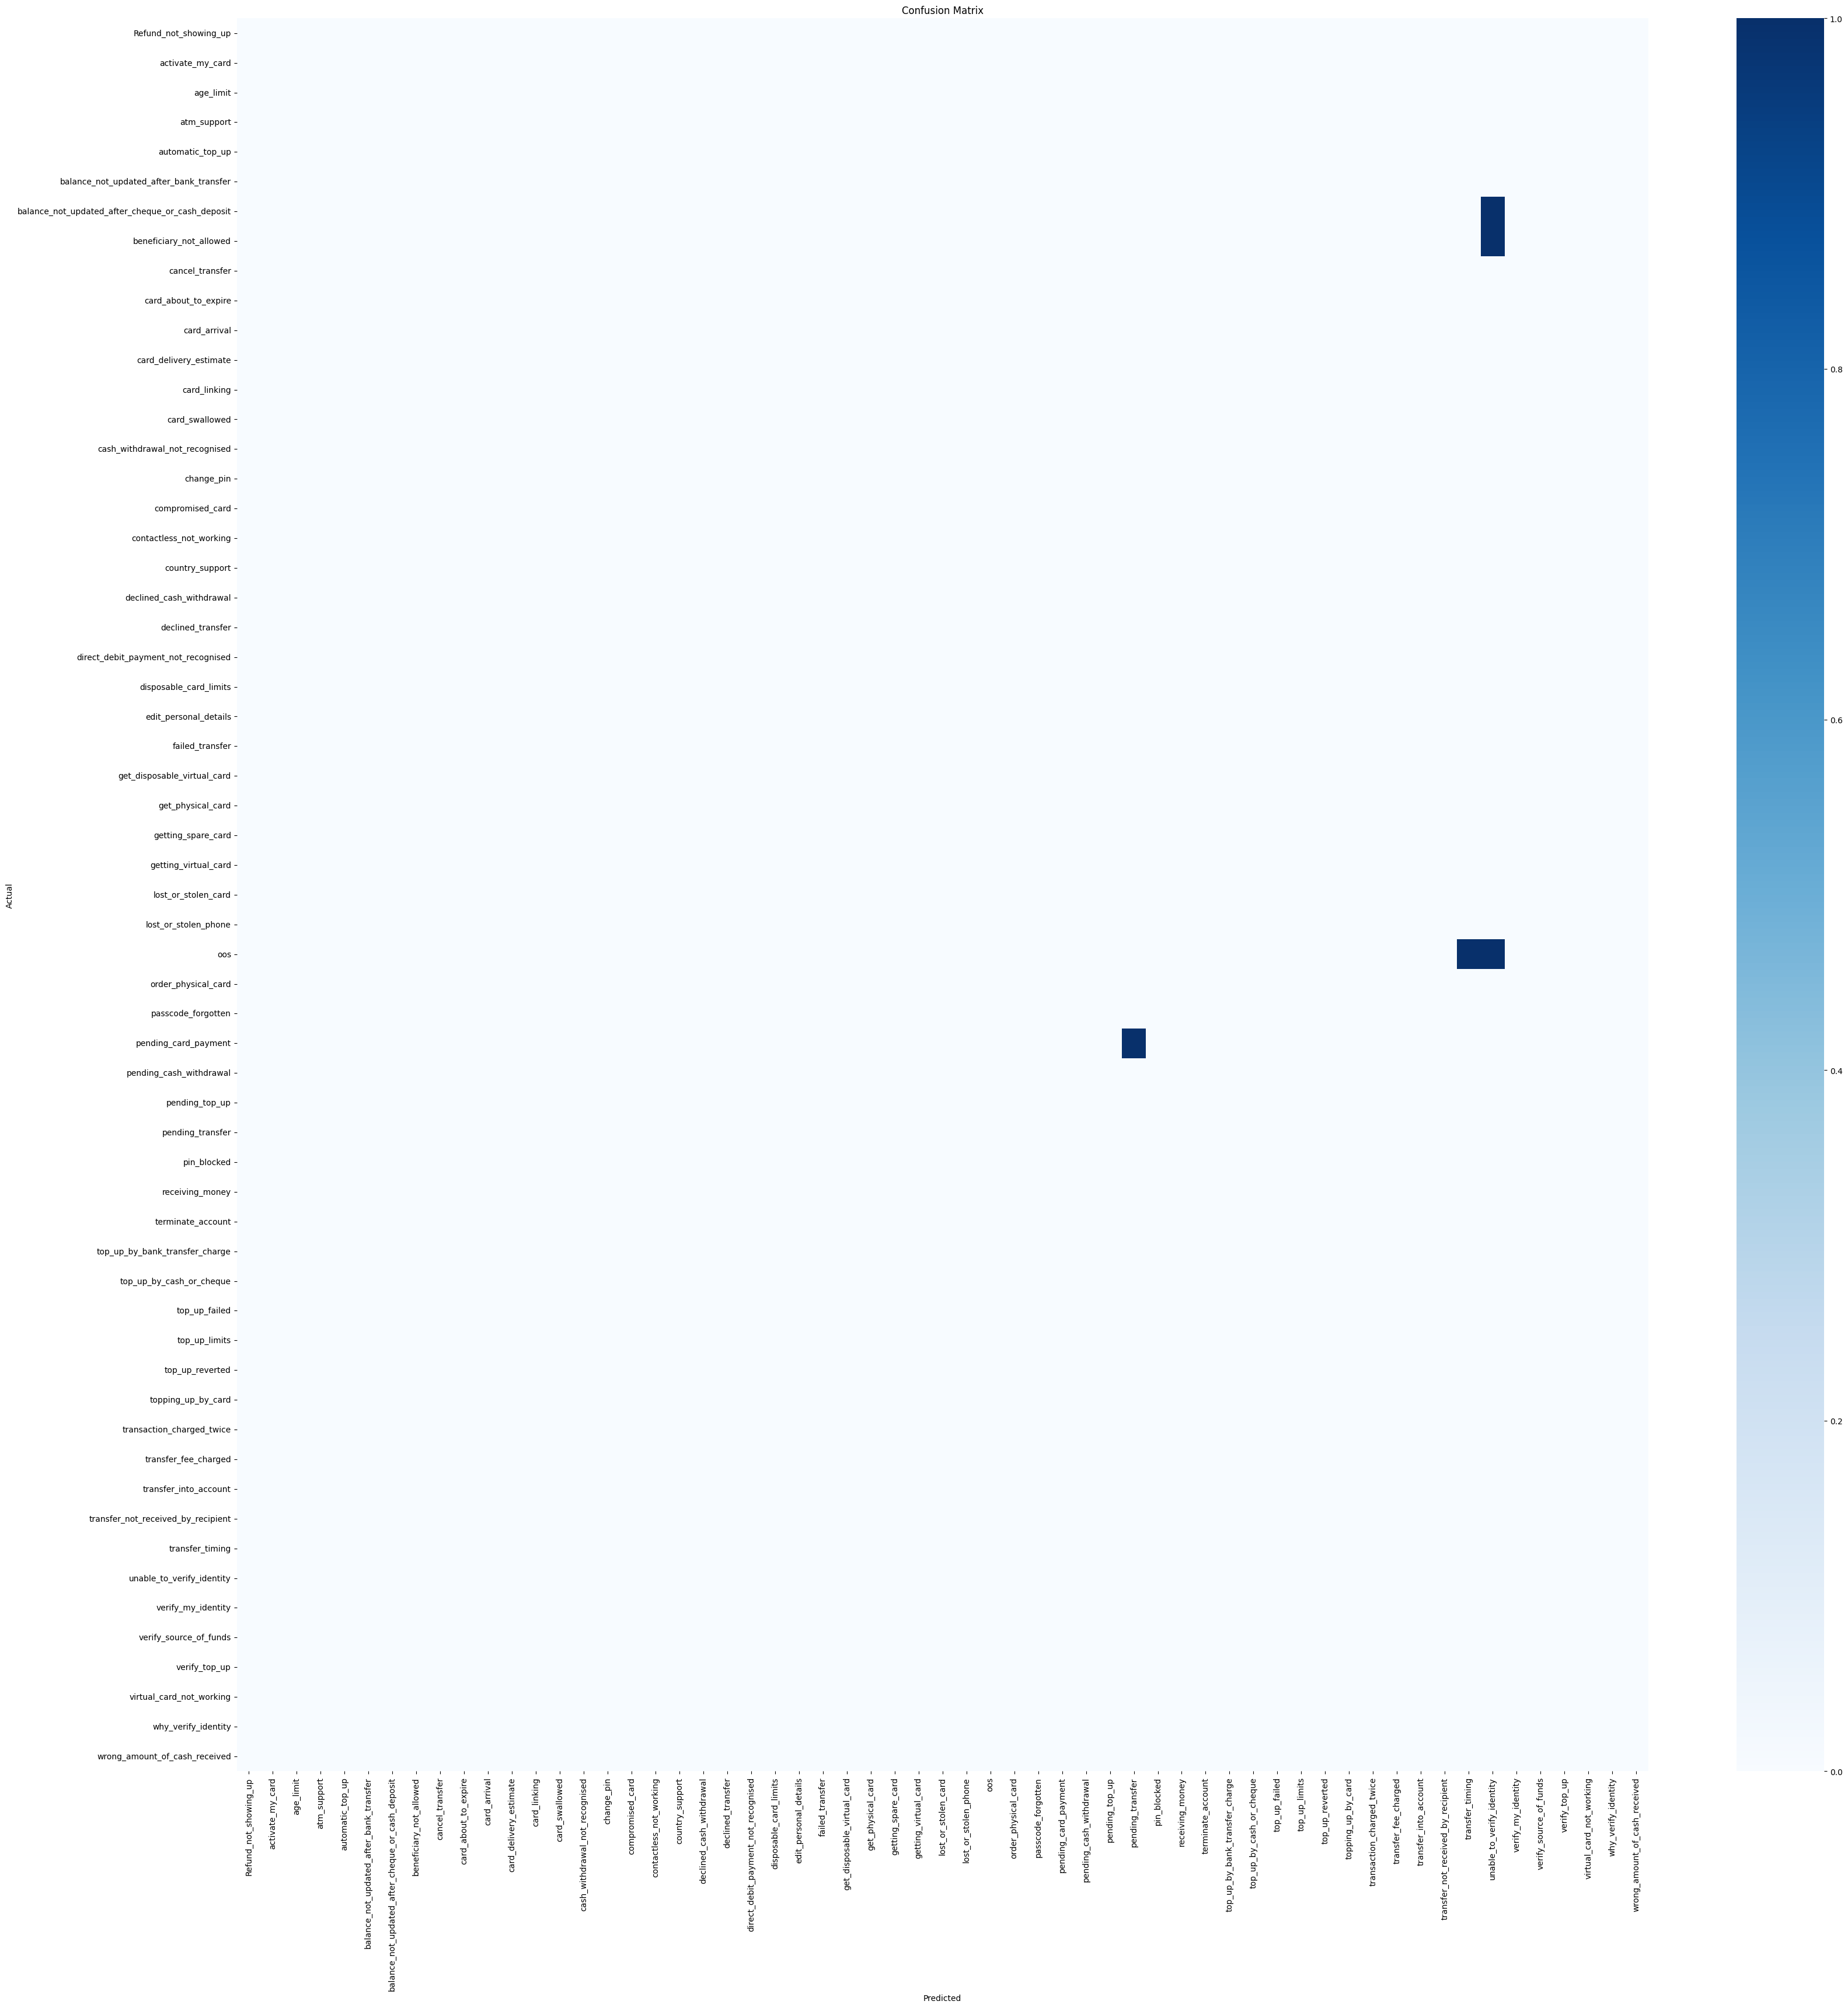 Confusion Matrix
Refund_not_showing_up
activate_my_card
age_limit
atm_support
automatic_top_up
balance_not_updated_after_bank_transfer
balance_not_updated_after_cheque_or_cash_deposit
beneficiary_not_allowed
cancel_transfer
card_about_to_expire
card_arrival
card_delivery_estimate
card_linking
card_swallowed
cash_withdrawal_not_recognised
change_pin
compromised_card
contactless_not_working
country_support
declined_cash_withdrawal
declined_transfer
direct_debit_payment_not_recognised
disposable_card_limits
edit_personal_details
failed_transfer
get_disposable_virtual_card
get_physical_card
getting_spare_card
getting_virtual_card
lost_or_stolen_card
lost_or_stolen_phone
oos
order_physical_card
passcode_forgotten
pending_card_payment
pending_cash_withdrawal
pending_top_up
pending_transfer
pin_blocked
receiving_money
terminate_account
top_up_by_bank_transfer_charge
top_up_by_cash_or_cheque
top_up_failed
top_up_limits
top_up_reverted
topping_up_by_card
transaction_charged_twice
transfer_fee_charged
transfer_into_account
transfer_not_received_by_recipient
transfer_timing
unable_to_verify_identity
verify_my_identity
verify_source_of_funds
verify_top_up
virtual_card_not_working
why_verify_identity
wrong_amount_of_cash_received
Actual
Refund_not_showing_up
activate_my_card
age_limit
atm_support
automatic_top_up
balance_not_updated_after_bank_transfer
balance_not_updated_after_cheque_or_cash_deposit
beneficiary_not_allowed
cancel_transfer
card_about_to_expire
card_arrival
card_delivery_estimate
card_linking
card_swallowed
cash_withdrawal_not_recognised
change_pin
compromised_card
contactless_not_working
country_support
declined_cash_withdrawal
declined_transfer
direct_debit_payment_not_recognised
disposable_card_limits
edit_personal_details
failed_transfer
get_disposable_virtual_card
get_physical_card
getting_spare_card
getting_virtual_card
lost_or_stolen_card
lost_or_stolen_phone
oos
order_physical_card
passcode_forgotten
pending_card_payment
pending_cash_withdrawal
pending_top_up
pending_transfer
pin_blocked
receiving_money
terminate_account
top_up_by_bank_transfer_charge
top_up_by_cash_or_cheque
top_up_failed
top_up_limits
top_up_reverted
topping_up_by_card
transaction_charged_twice
transfer_fee_charged
transfer_into_account
transfer_not_received_by_recipient
transfer_timing
unable_to_verify_identity
verify_my_identity
verify_source_of_funds
verify_top_up
virtual_card_not_working
why_verify_identity
wrong_amount_of_cash_received
Predicted
1.0
0.8
0.6
0.4
0.2
0.0